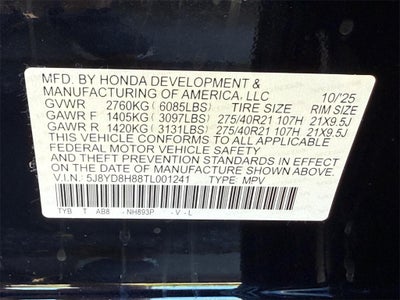 MFD. BY HONDA DEVELOPMENT &
MANUFACTURING OF AMERICA, LLC 10/'25
GVWR 2760KG (6085LBS) TIRE SIZE RIM SIZE
GAWR F 1405KG (3097LBS) 275/40R21 107H 21X9.5J
GAWR R 1420KG (3131LBS) 275/40R21 107H 21X9.5J
THIS VEHICLE CONFORMS TO ALL APPLICABLE
FEDERAL MOTOR VEHICLE SAFETY AND
THEFT PREVENTION STANDARDS IN EFFECT ON
THE DATE OF MANUFACTURE SHOWN ABOVE.
V.I.N.: 5J8YD8H88TL001241 TYPE MPV
TYB T AB8 - NH893P - V - L